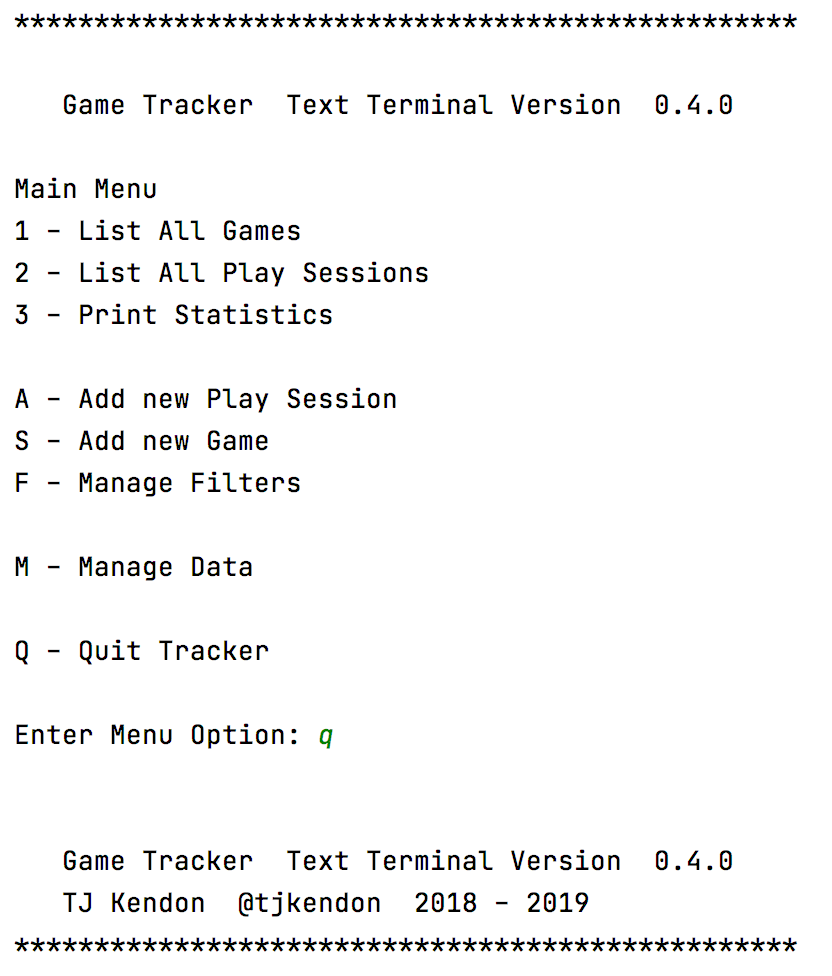 *************************************************
Game Tracker  Text Terminal Version  0.4.0
Main Menu
1 - List All Games
2 - List All Play Sessions
3 - Print Statistics
A - Add new Play Session
S - Add new Game
F - Manage Filters
M - Manage Data
Q - Quit Tracker
Enter Menu Option: q
Game Tracker  Text Terminal Version  0.4.0
TJ Kendon  @tjkendon  2018 - 2019
*************************************************